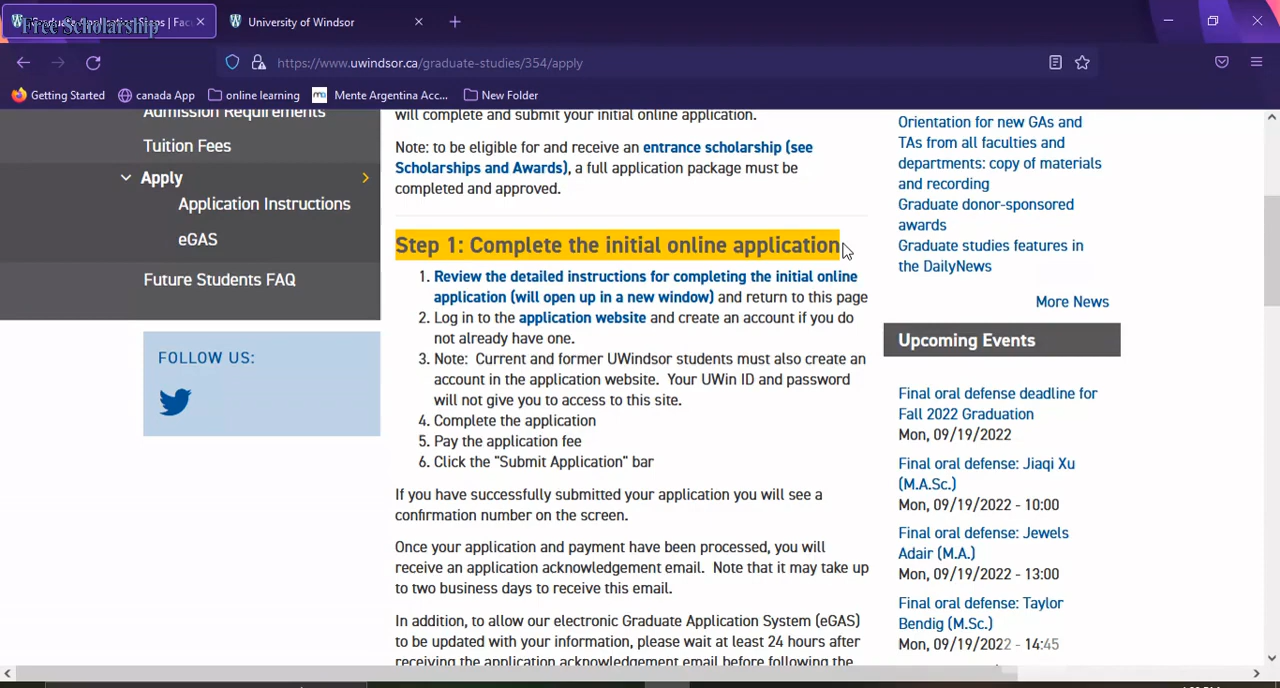 Graduate Application Steps | Fac
Free Scholarship
University of Windsor
https://www.uwindsor.ca/graduate-studies/354/apply
Getting Started
canada App
online learning
Mente Argentina Acc...
New Folder
Admission Requirements
Tuition Fees
Apply
Application Instructions
eGAS
Future Students FAQ
FOLLOW US:
will complete and submit your initial online application.
Note: to be eligible for and receive an entrance scholarship (see
Scholarships and Awards), a full application package must be
completed and approved.
Step 1: Complete the initial online application
1. Review the detailed instructions for completing the initial online
application (will open up in a new window) and return to this page
2. Log in to the application website and create an account if you do
not already have one.
3. Note: Current and former UWindsor students must also create an
account in the application website. Your UWin ID and password
will not give you to access to this site.
4. Complete the application
5. Pay the application fee
6. Click the "Submit Application" bar
If you have successfully submitted your application you will see a
confirmation number on the screen.
Once your application and payment have been processed, you will
receive an application acknowledgement email. Note that it may take up
to two business days to receive this email.
In addition, to allow our electronic Graduate Application System (eGAS)
to be updated with your information, please wait at least 24 hours after
receiving the application acknowledgement email before following the
Orientation for new GAs and
TAs from all faculties and
departments: copy of materials
and recording
Graduate donor-sponsored
awards
Graduate studies features in
the DailyNews
More News
Upcoming Events
Final oral defense deadline for
Fall 2022 Graduation
Mon, 09/19/2022
Final oral defense: Jiaqi Xu
(M.A.Sc.)
Mon, 09/19/2022 - 10:00
Final oral defense: Jewels
Adair (M.A.)
Mon, 09/19/2022 - 13:00
Final oral defense: Taylor
Bendig (M.Sc.)
Mon, 09/19/2022 - 14:45